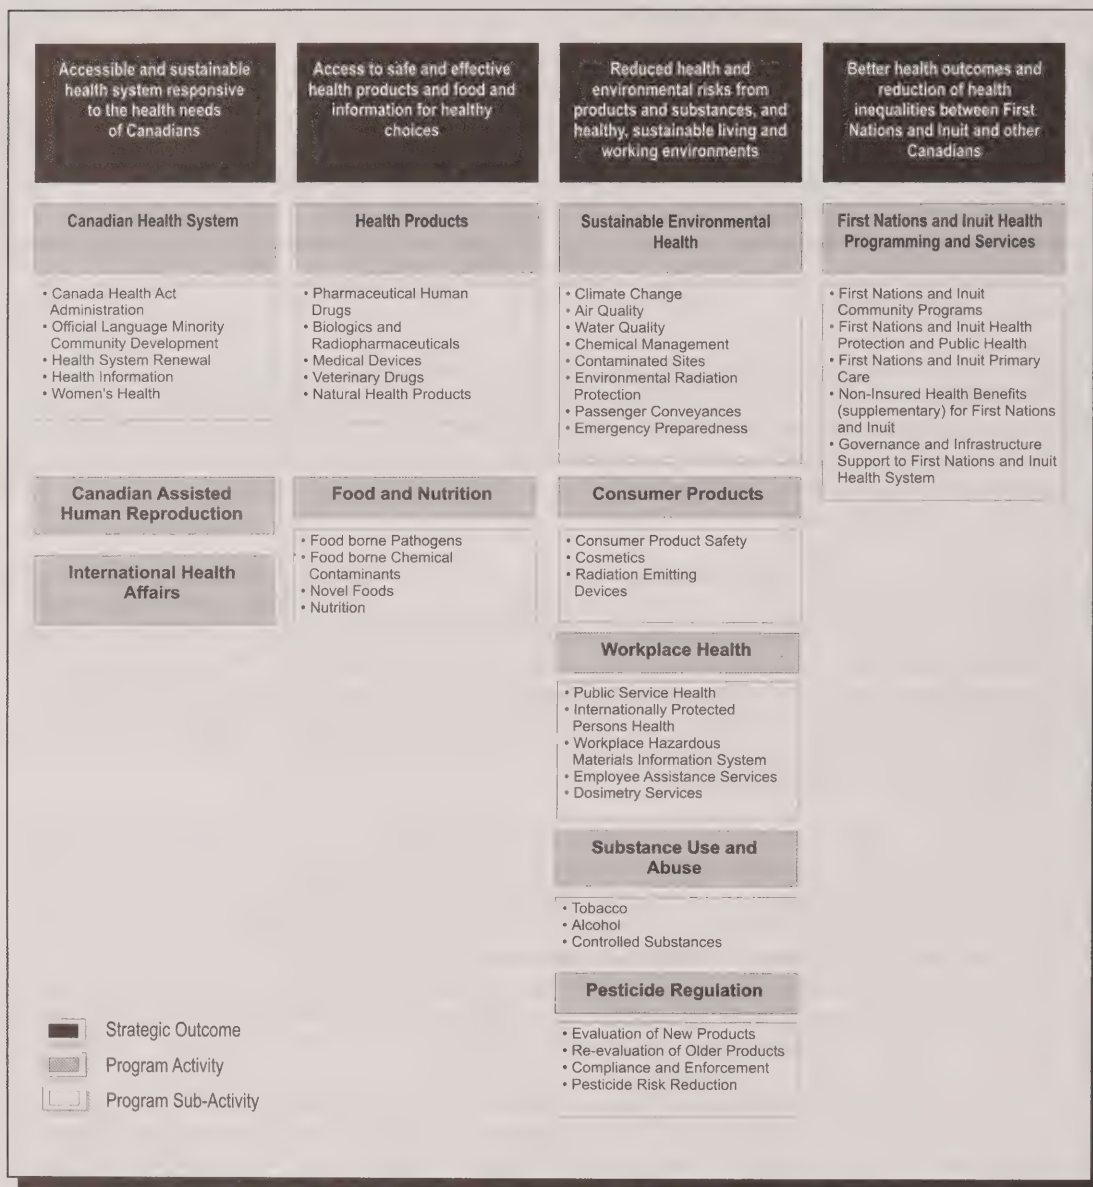 Accessible and sustainable
health system responsive
to the health needs
of Canadians
Canadian Health System
• Canada Health Act
Administration
• Official Language Minority
Community Development
• Health System Renewal
• Health Information
• Women's Health
Canadian Assisted
Human Reproduction
International Health
Affairs
Access to safe and effective
health products and food and
information for healthy
choices
Health Products
• Pharmaceutical Human
Drugs
• Biologics and
Radiopharmaceuticals
• Medical Devices
• Veterinary Drugs
• Natural Health Products
Food and Nutrition
• Food borne Pathogens
• Food borne Chemical
Contaminants
• Novel Foods
• Nutrition
Reduced health and
environmental risks from
products and substances, and
healthy, sustainable living and
working environments
Sustainable Environmental
Health
• Climate Change
• Air Quality
• Water Quality
• Chemical Management
• Contaminated Sites
• Environmental Radiation
Protection
• Passenger Conveyances
• Emergency Preparedness
Consumer Products
• Consumer Product Safety
• Cosmetics
• Radiation Emitting
Devices
Workplace Health
• Public Service Health
• Internationally Protected
Persons Health
• Workplace Hazardous
Materials Information System
• Employee Assistance Services
• Dosimetry Services
Substance Use and
Abuse
• Tobacco
• Alcohol
• Controlled Substances
Pesticide Regulation
• Evaluation of New Products
• Re-evaluation of Older Products
• Compliance and Enforcement
• Pesticide Risk Reduction
Better health outcomes and
reduction of health
inequalities between First
Nations and Inuit and other
Canadians
First Nations and Inuit Health
Programming and Services
• First Nations and Inuit
Community Programs
• First Nations and Inuit Health
Protection and Public Health
• First Nations and Inuit Primary
Care
• Non-Insured Health Benefits
(supplementary) for First Nations
and Inuit
• Governance and Infrastructure
Support to First Nations and Inuit
Health System
Strategic Outcome
Program Activity
Program Sub-Activity